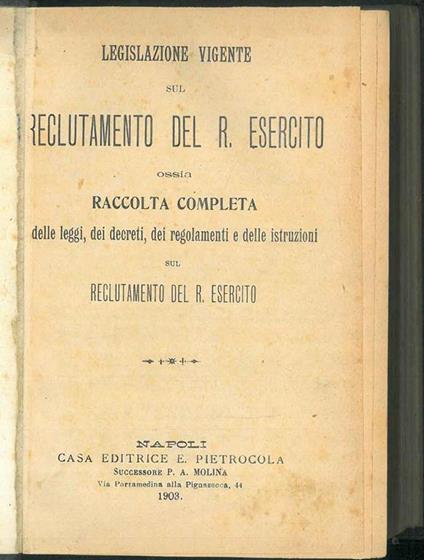 LEGISLAZIONE VIGENTE
SUL
RECLUTAMENTO DEL R. ESERCITO
ossia
RACCOLTA COMPLETA
delle leggi, dei decreti, dei regolamenti e delle istruzioni
SUL
RECLUTAMENTO DEL R. ESERCITO
NAPOLI
CASA EDITRICE E. PIETROCOLA
SUCCESSORE P. A. MOLINA
Via Portamedina alla Pignasecca, 44
1903.